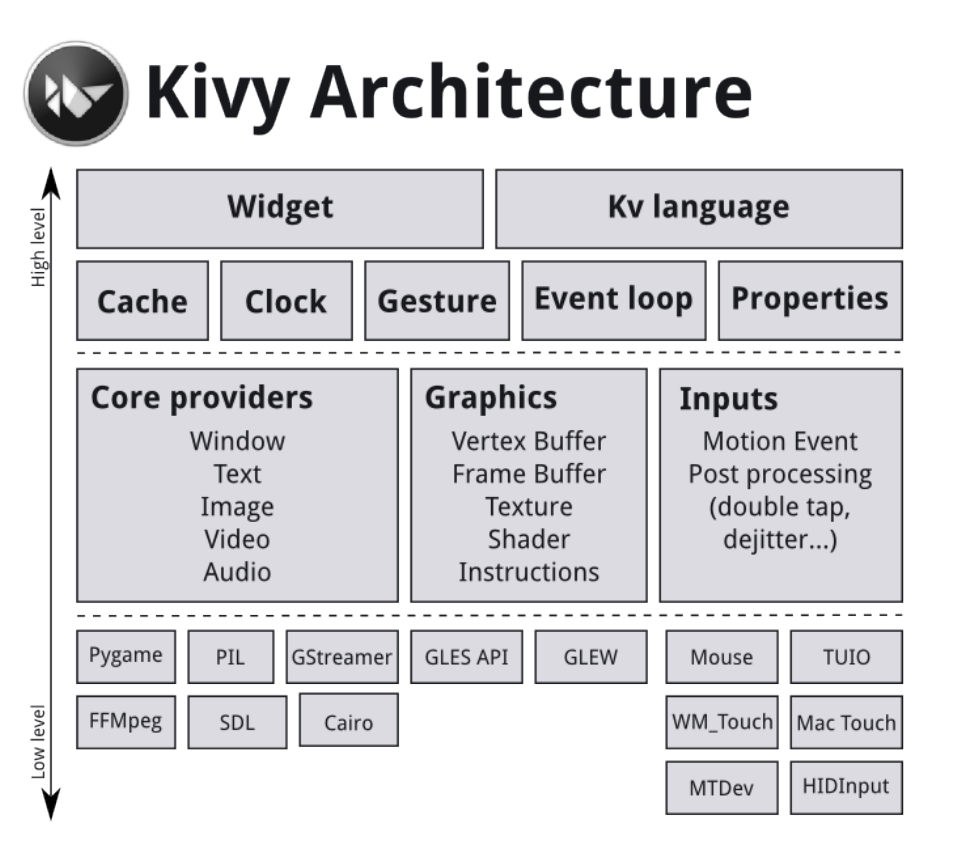 Kivy Architecture
High level
Widget
Kv language
Cache
Clock
Gesture
Event loop
Properties
Core providers
Window
Text
Image
Video
Audio
Graphics
Vertex Buffer
Frame Buffer
Texture
Shader
Instructions
Inputs
Motion Event
Post processing
(double tap,
dejitter...)
Low level
Pygame
PIL
GStreamer
GLES API
GLEW
Mouse
TUIO
FFMpeg
SDL
Cairo
WM_Touch
Mac Touch
MTDev
HIDInput